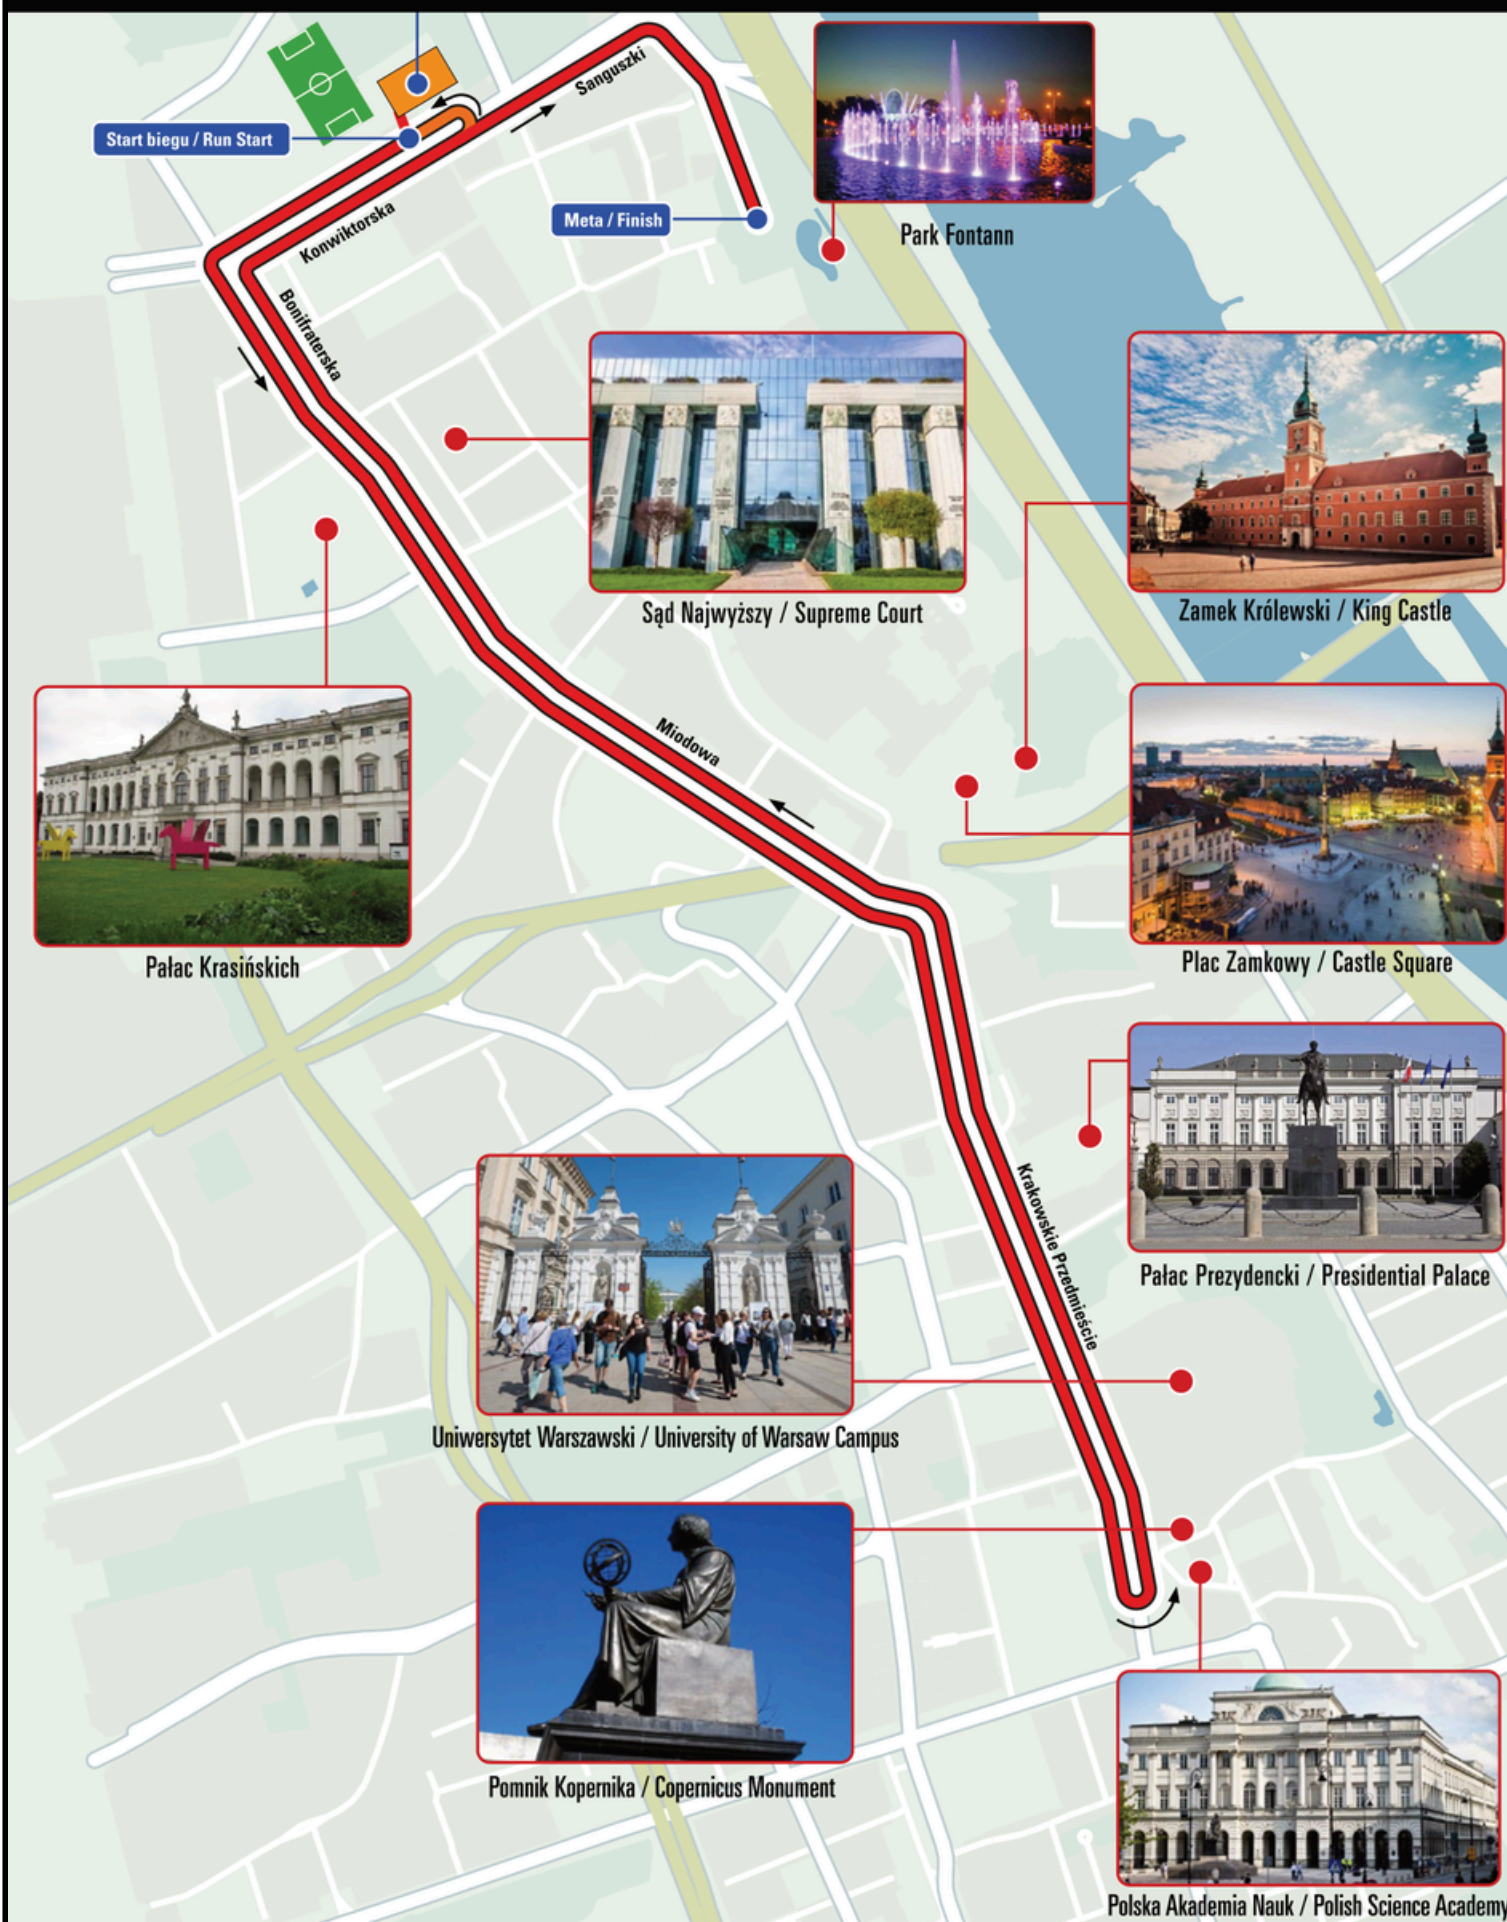 Sanguszki
Start biegu / Run Start
Konwiktorska
Meta / Finish
Park Fontann
Bonifraterska
Sąd Najwyższy / Supreme Court
Zamek Królewski / King Castle
Miodowa
Pałac Krasińskich
Plac Zamkowy / Castle Square
Krakowskie Przedmieście
Pałac Prezydencki / Presidential Palace
Uniwersytet Warszawski / University of Warsaw Campus
Pomnik Kopernika / Copernicus Monument
Polska Akademia Nauk / Polish Science Academy